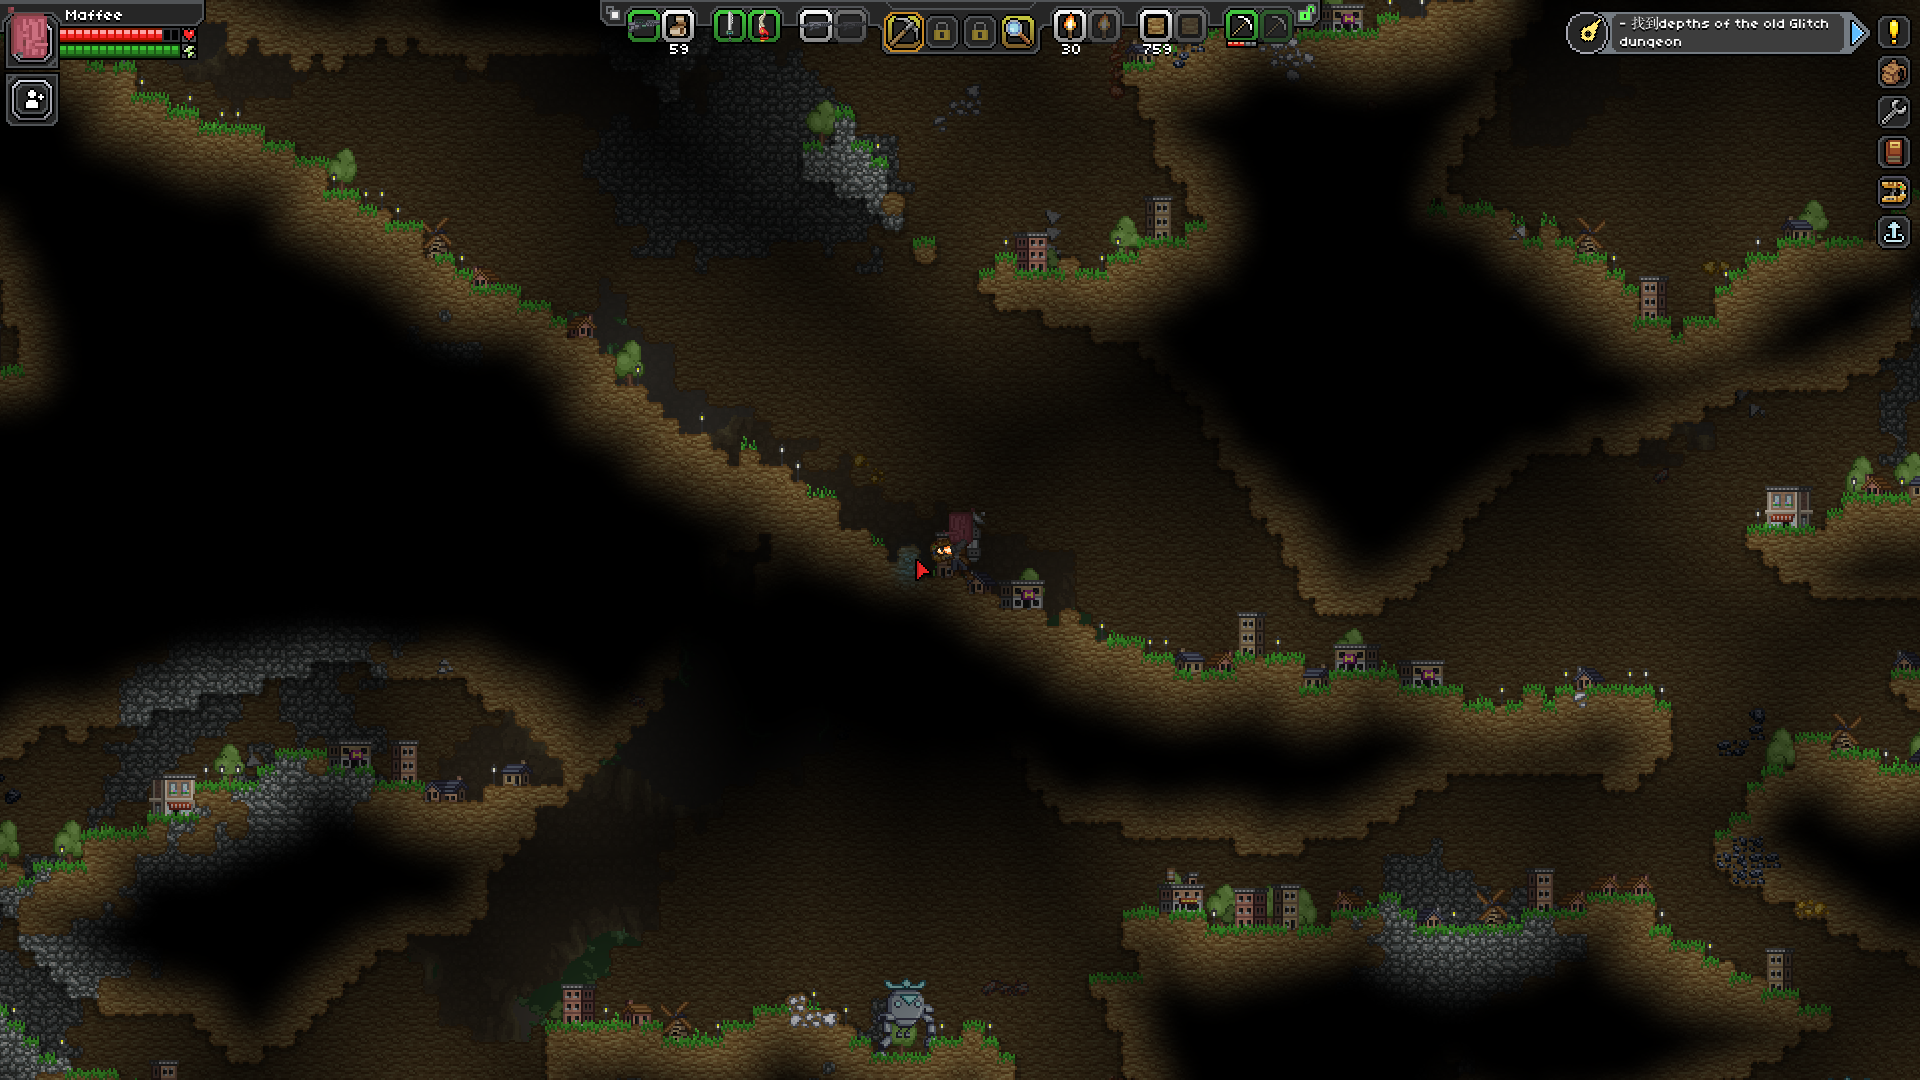 Maffee
59
30
759
- 找到depths of the old Glitch
dungeon